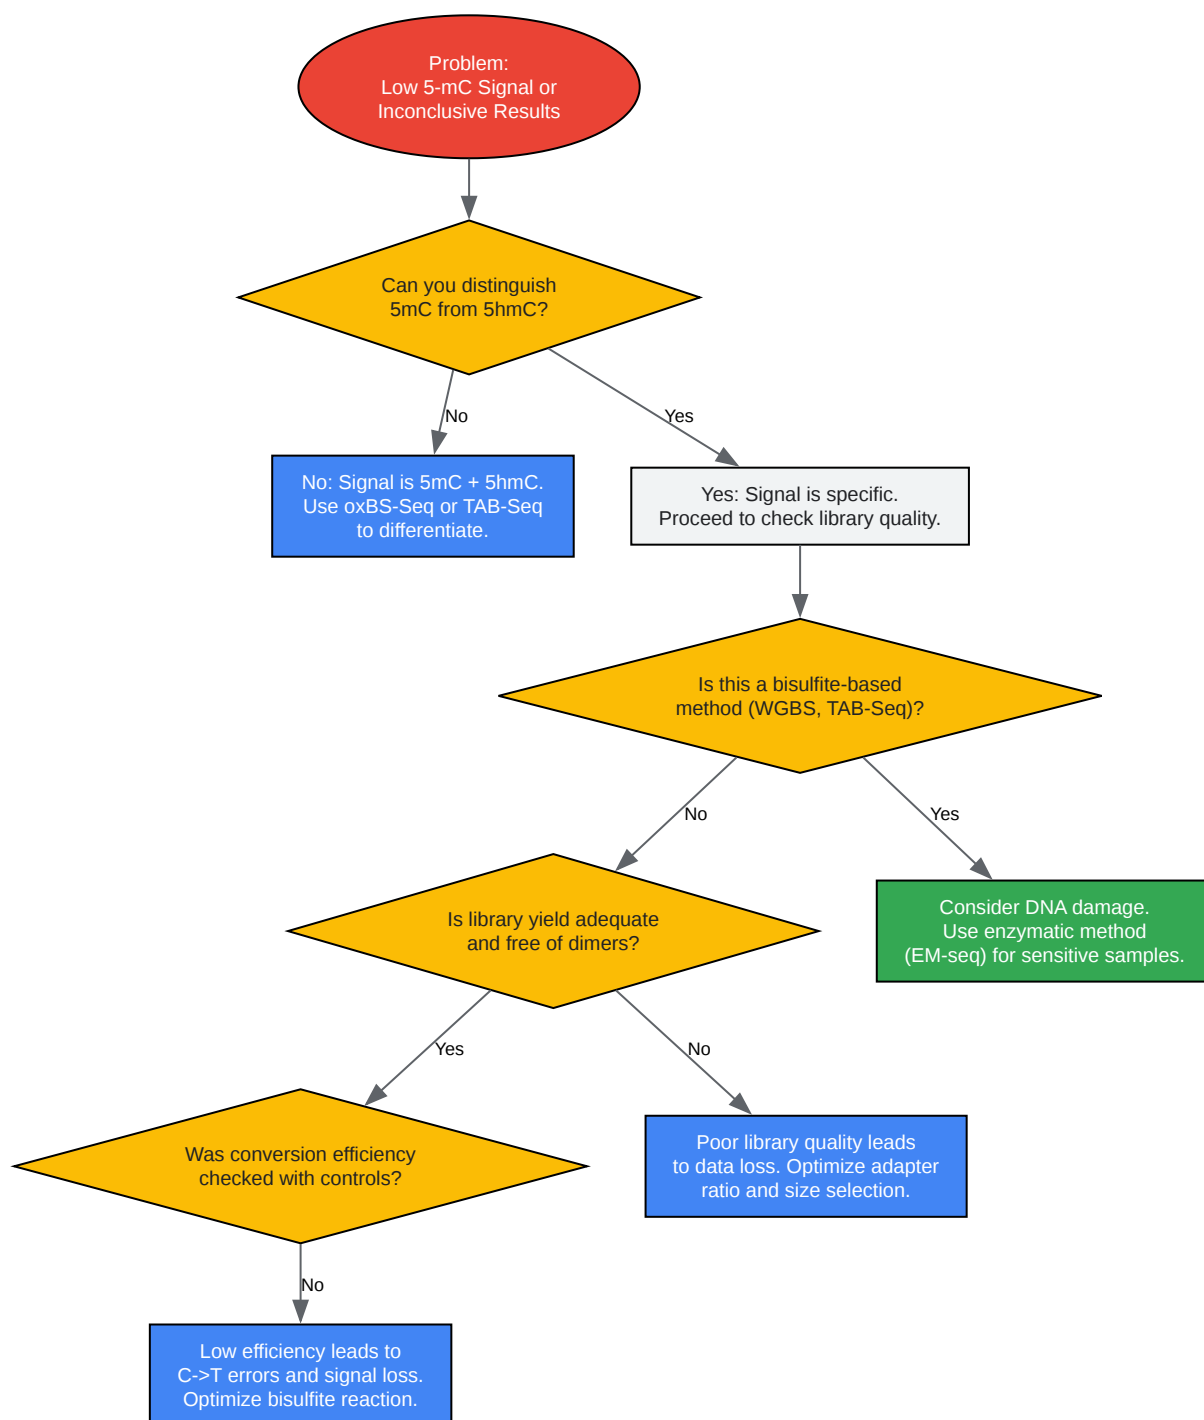 Problem:
Low 5-mC Signal or
Inconclusive Results
Can you distinguish
5mC from 5hmC?
No
Yes
No: Signal is 5mC + 5hmC.
Use oxBS-Seq or TAB-Seq
to differentiate.
Yes: Signal is specific.
Proceed to check library quality.
Is this a bisulfite-based
method (WGBS, TAB-Seq)?
No
Yes
Is library yield adequate
and free of dimers?
Consider DNA damage.
Use enzymatic method
(EM-seq) for sensitive samples.
Yes
No
Was conversion efficiency
checked with controls?
Poor library quality leads
to data loss. Optimize adapter
ratio and size selection.
No
Low efficiency leads to
C->T errors and signal loss.
Optimize bisulfite reaction.